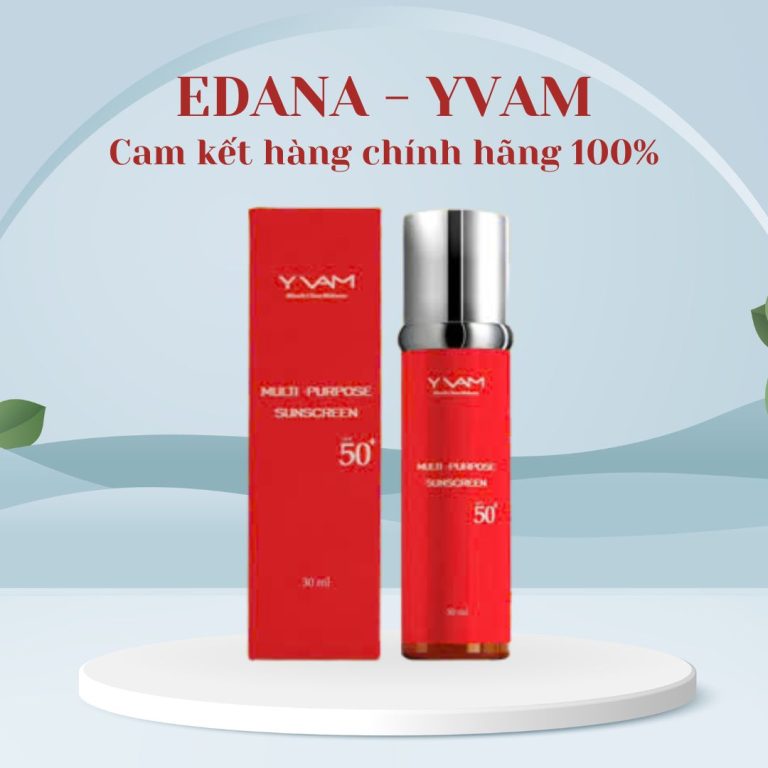 EDANA – YVAM
Cam kết hàng chính hãng 100%
YVAM
MULTI-PURPOSE
SUNSCREEN
50+
30 ml
YVAM
MULTI-PURPOSE
SUNSCREEN
50+
30 ml